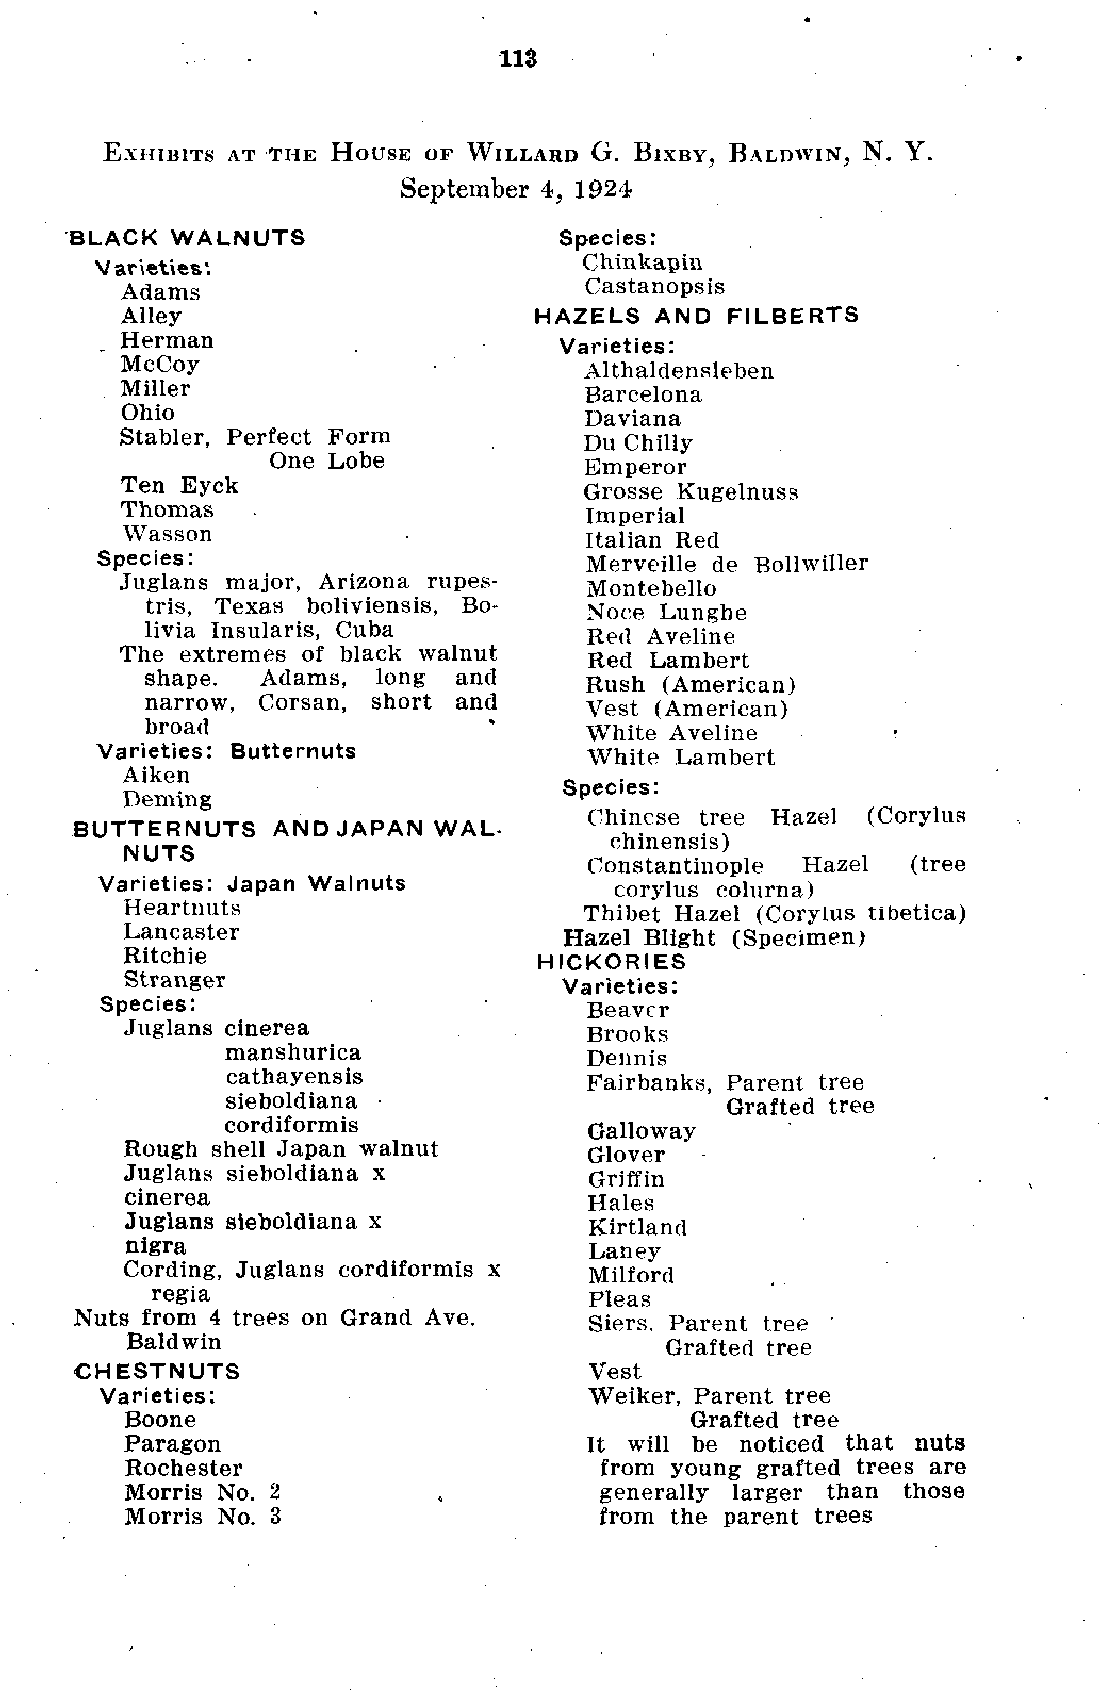 113
EXHIBITS AT THE HOUSE OF WILLARD G. BIXBY, BALDWIN, N. Y.
September 4, 1924
BLACK WALNUTS
Varieties:
Adams
Alley
Herman
McCoy
Miller
Ohio
Stabler, Perfect Form
One Lobe
Ten Eyck
Thomas
Wasson
Species:
Juglans major, Arizona rupes-
tris, Texas boliviensis, Bo-
livia Insularis, Cuba
The extremes of black walnut
shape. Adams, long and
narrow, Corsan, short and
broad
Varieties: Butternuts
Aiken
Deming
BUTTERNUTS AND JAPAN WAL-
NUTS
Varieties: Japan Walnuts
Heartnuts
Lancaster
Ritchie
Stranger
Species:
Juglans cinerea
manshurica
cathayensis
sieboldiana
cordiformis
Rough shell Japan walnut
Juglans sieboldiana x
cinerea
Juglans sieboldiana x
nigra
Cording, Juglans cordiformis x
regia
Nuts from 4 trees on Grand Ave.
Baldwin
CHESTNUTS
Varieties:
Boone
Paragon
Rochester
Morris No. 2
Morris No. 3
Species:
Chinkapin
Castanopsis
HAZELS AND FILBERTS
Varieties:
Althaldensleben
Barcelona
Daviana
Du Chilly
Emperor
Grosse Kugelnuss
Imperial
Italian Red
Merveille de Bollwiller
Montebello
Noce Lunghe
Red Aveline
Red Lambert
Rush (American)
Vest (American)
White Aveline
White Lambert
Species:
Chinese tree Hazel (Corylus
chinensis)
Constantinople Hazel (tree
corylus colurna)
Thibet Hazel (Corylus tibetica)
Hazel Blight (Specimen)
HICKORIES
Varieties:
Beaver
Brooks
Dennis
Fairbanks, Parent tree
Grafted tree
Galloway
Glover
Griffin
Hales
Kirtland
Laney
Milford
Pleas
Siers. Parent tree
Grafted tree
Vest
Weiker, Parent tree
Grafted tree
It will be noticed that nuts
from young grafted trees are
generally larger than those
from the parent trees